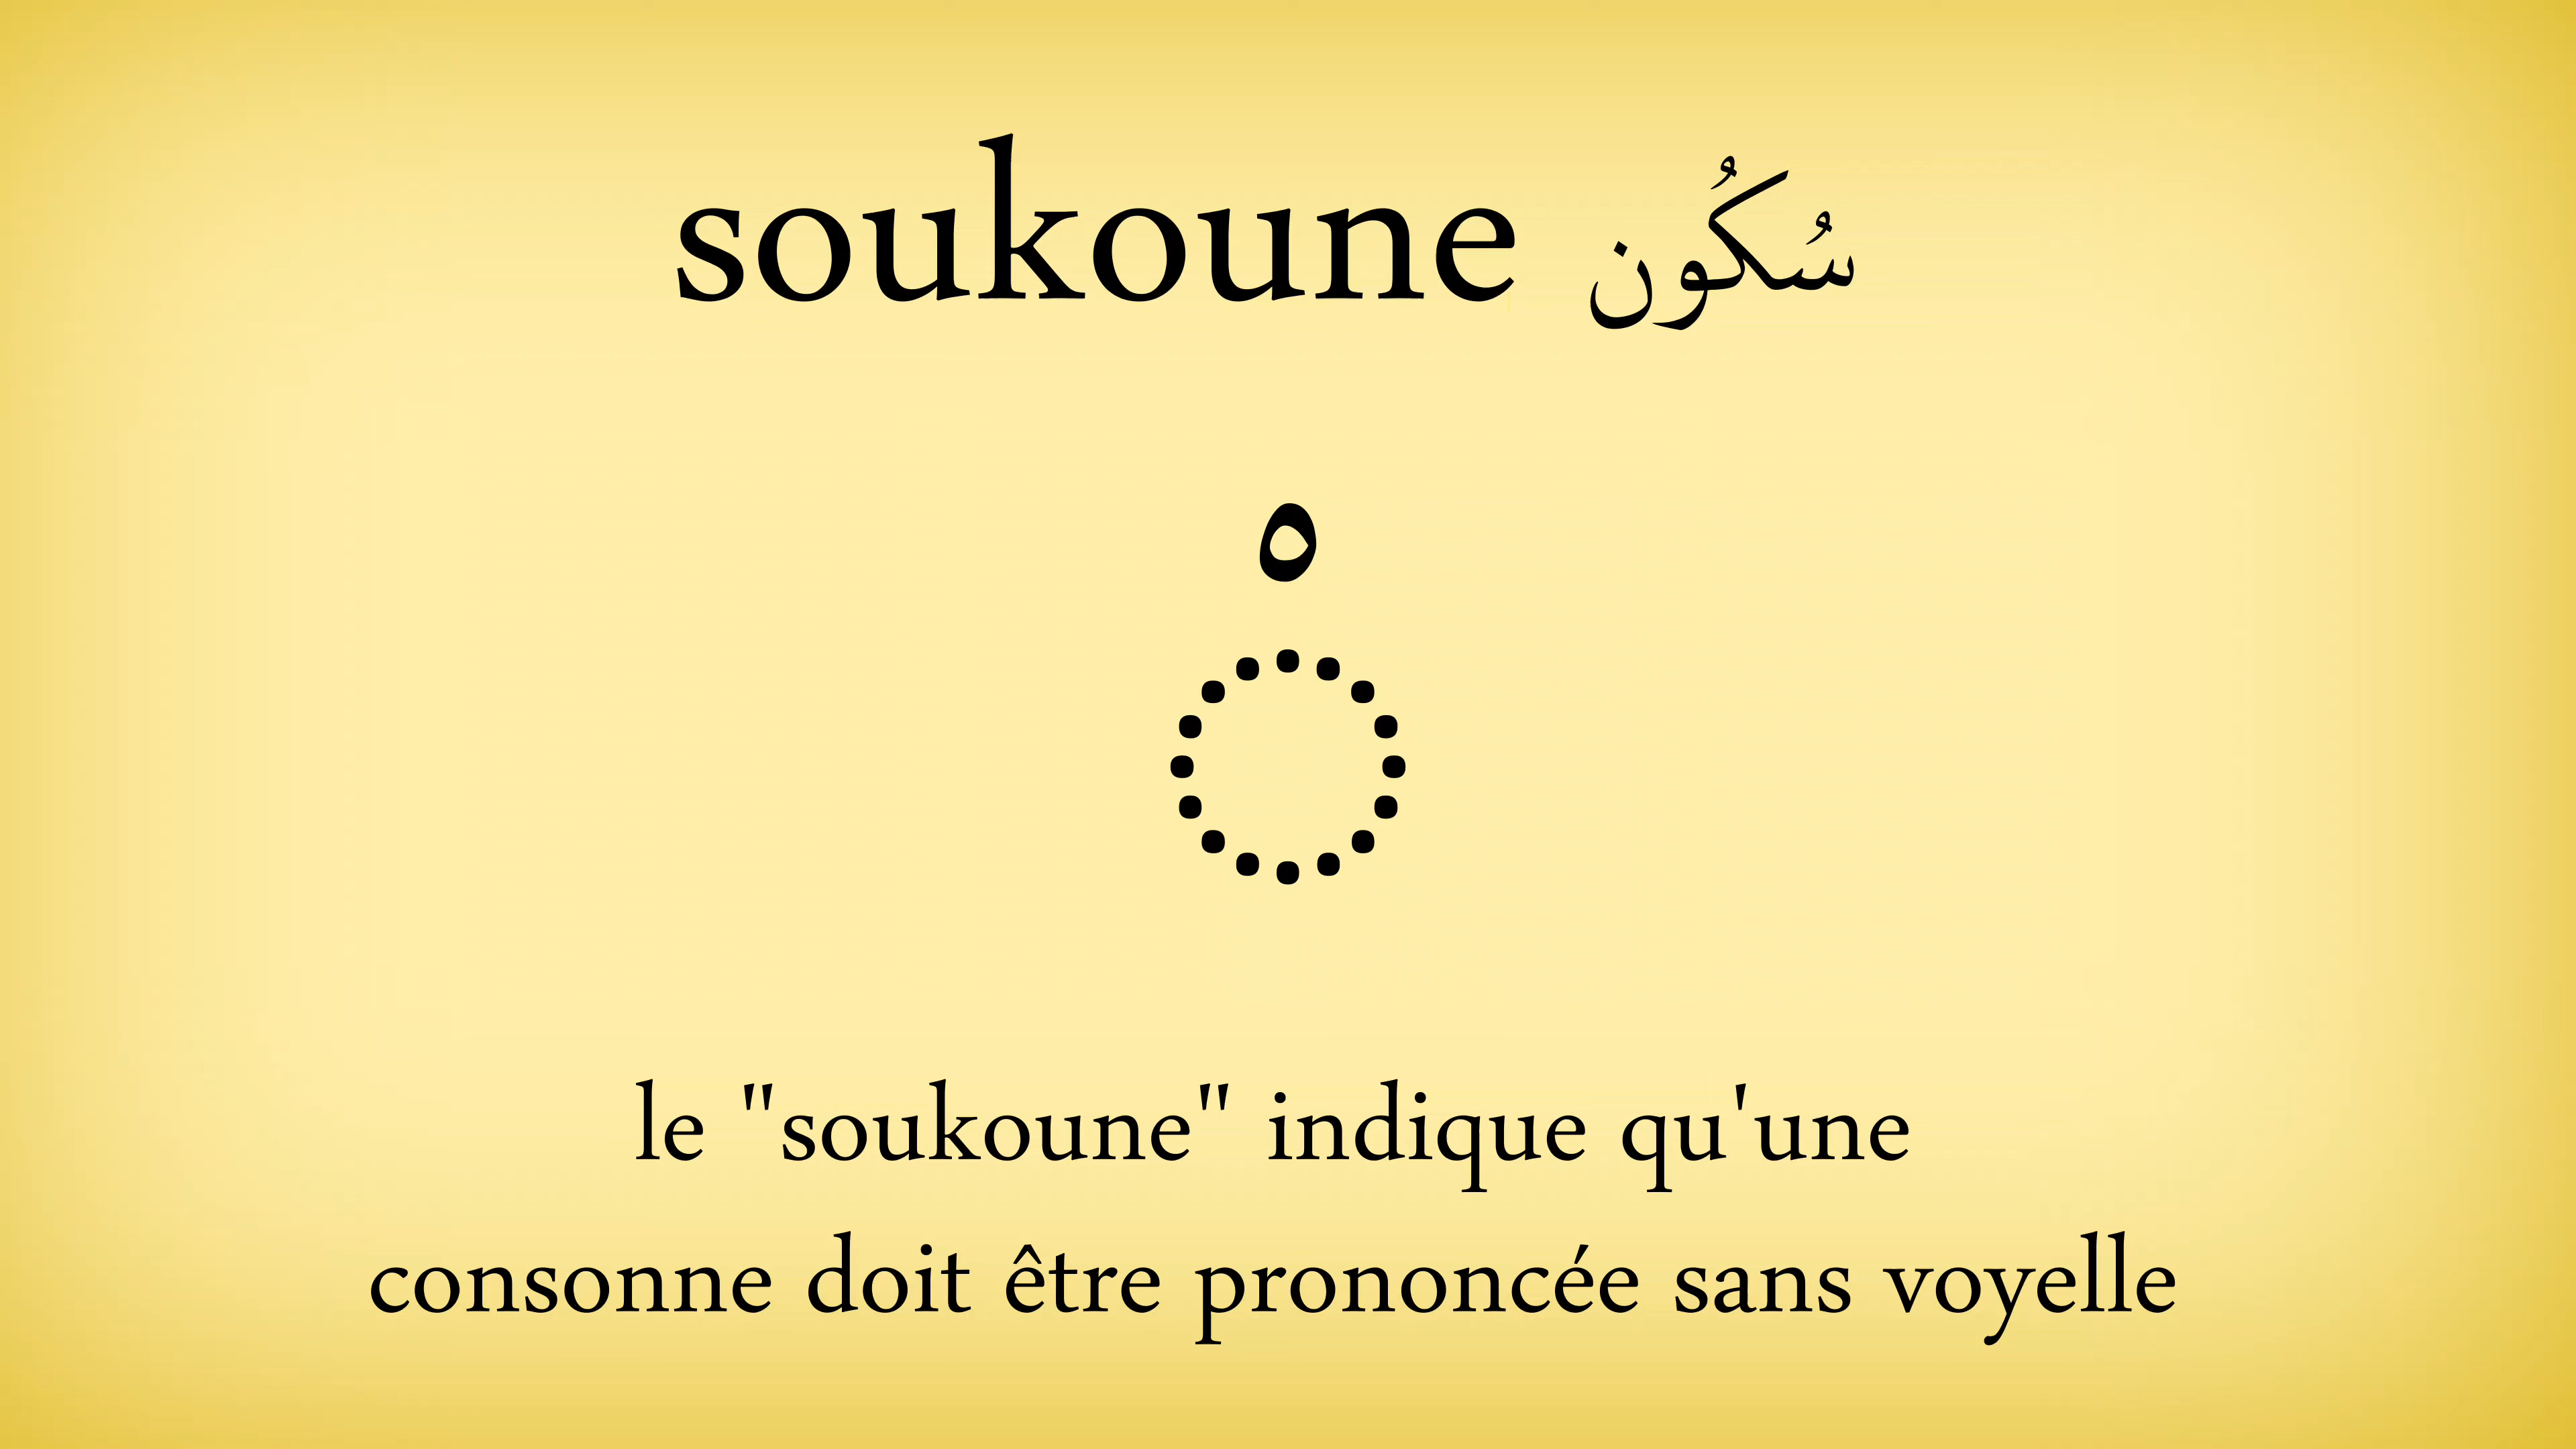 soukoune سُكُون
◌ْ
le "soukoune" indique qu'une
consonne doit être prononcée sans voyelle